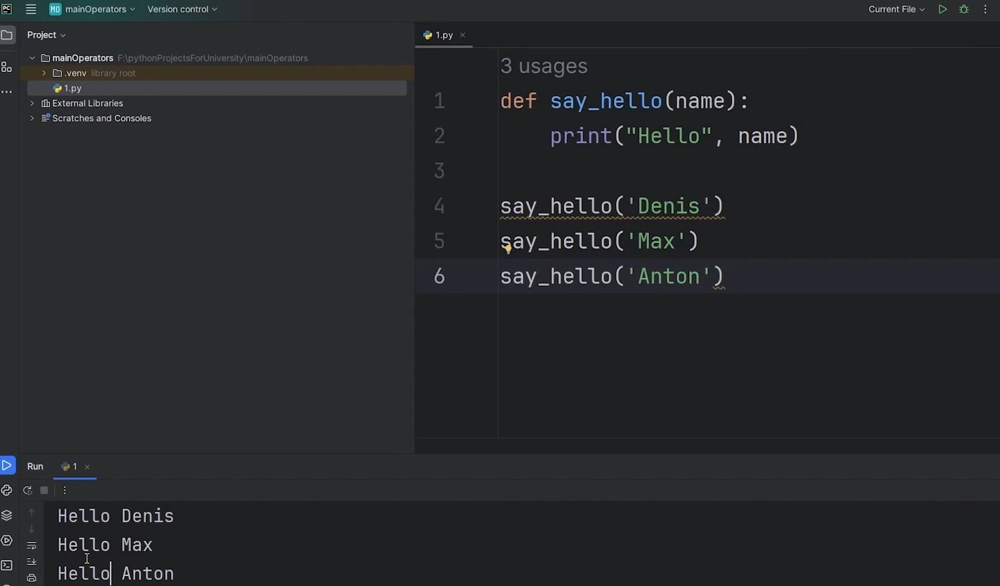 PC MO mainOperators Version control Current File
Project
1.py
mainOperators F:\pythonProjectsForUniversity\mainOperators
.venv library root
1.py
External Libraries
Scratches and Consoles
3 usages
1 def say_hello(name):
2     print("Hello", name)
3
4 say_hello('Denis')
5 say_hello('Max')
6 say_hello('Anton')
Run 1
Hello Denis
Hello Max
Hello Anton